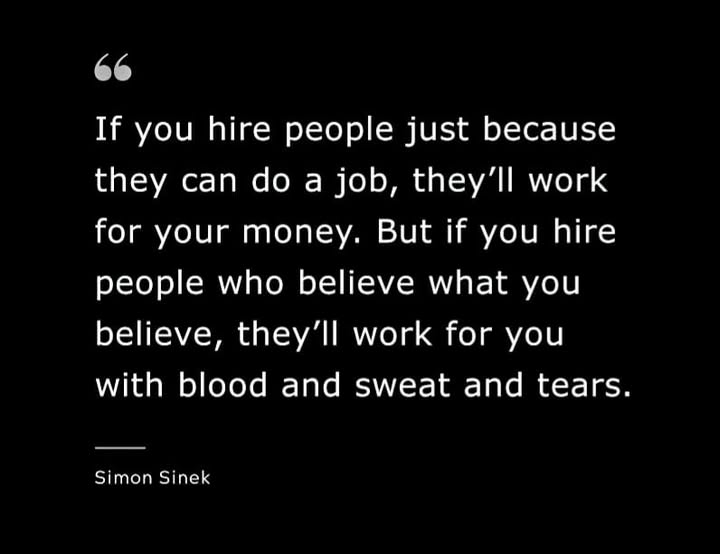 “
If you hire people just because
they can do a job, they’ll work
for your money. But if you hire
people who believe what you
believe, they’ll work for you
with blood and sweat and tears.
Simon Sinek